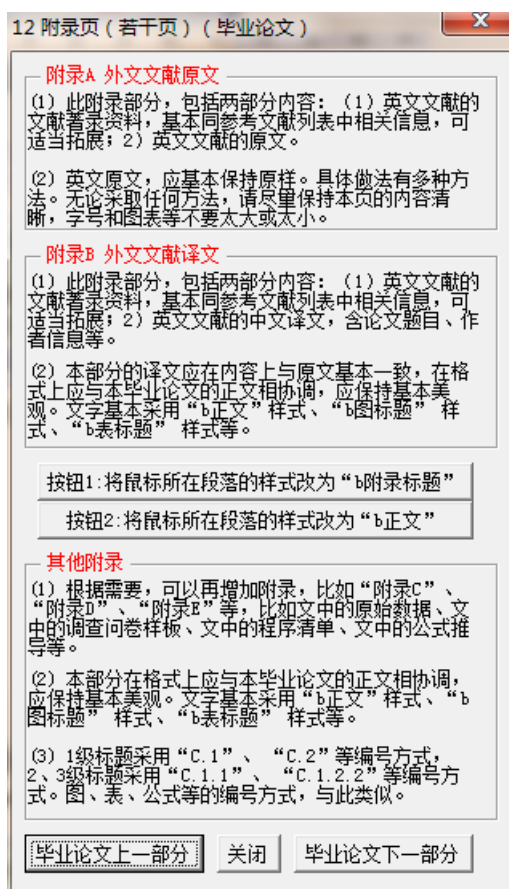 12 附录页（若干页）（毕业论文）
附录A 外文文献原文
(1) 此附录部分，包括两部分内容：（1）英文文献的
文献著录资料，基本同参考文献列表中相关信息，可
适当拓展；2）英文文献的原文。
(2) 英文原文，应基本保持原样。具体做法有多种方
法。无论采取任何方法，请尽量保持本页的内容清
晰，字号和图表等不要太大或太小。
附录B 外文文献译文
(1) 此附录部分，包括两部分内容：（1）英文文献的
文献著录资料，基本同参考文献列表中相关信息，可
适当拓展；2）英文文献的中文译文，含论文题目、作
者信息等。
(2) 本部分的译文应在内容上与原文基本一致，在格
式上应与本毕业论文的正文相协调，应保持基本美
观。文字基本采用“b正文”样式、“b图标题” 样
式、“b表标题” 样式等。
按钮1:将鼠标所在段落的样式改为“b附录标题”
按钮2:将鼠标所在段落的样式改为“b正文”
其他附录
(1) 根据需要，可以再增加附录，比如“附录C”、
“附录D”、“附录E”等，比如文中的原始数据、文
中的调查问卷样板、文中的程序清单、文中的公式推
导等。
(2) 本部分在格式上应与本毕业论文的正文相协调，
应保持基本美观。文字基本采用“b正文”样式、“b
图标题” 样式、“b表标题” 样式等。
(3) 1级标题采用“C.1”、 “C.2”等编号方式，
2、3级标题采用“C.1.1”、 “C.1.2.2”等编号方
式。图、表、公式等的编号方式，与此类似。
毕业论文上一部分
关闭
毕业论文下一部分